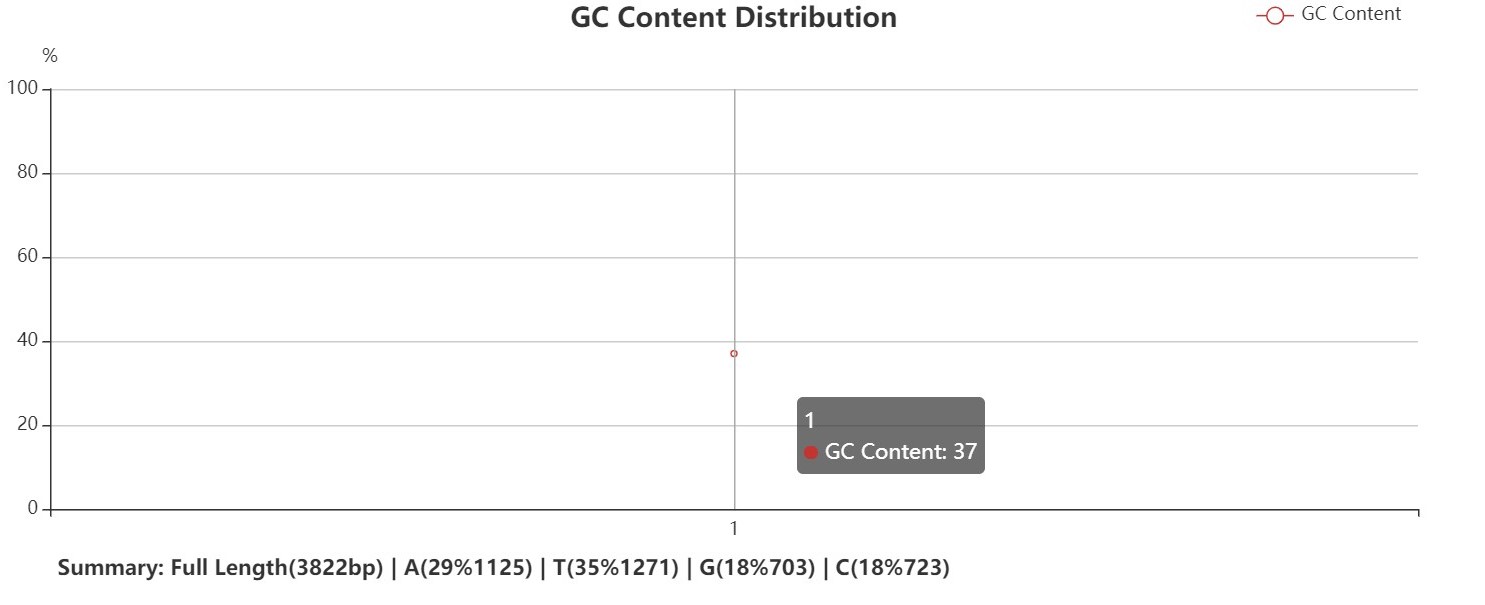 GC Content Distribution
GC Content
%
100
80
60
40
20
0
1
GC Content: 37
1
Summary: Full Length(3822bp) | A(29%1125) | T(35%1271) | G(18%703) | C(18%723)